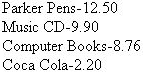 Parker Pens-12.50
Music CD-9.90
Computer Books-8.76
Coca Cola-2.20